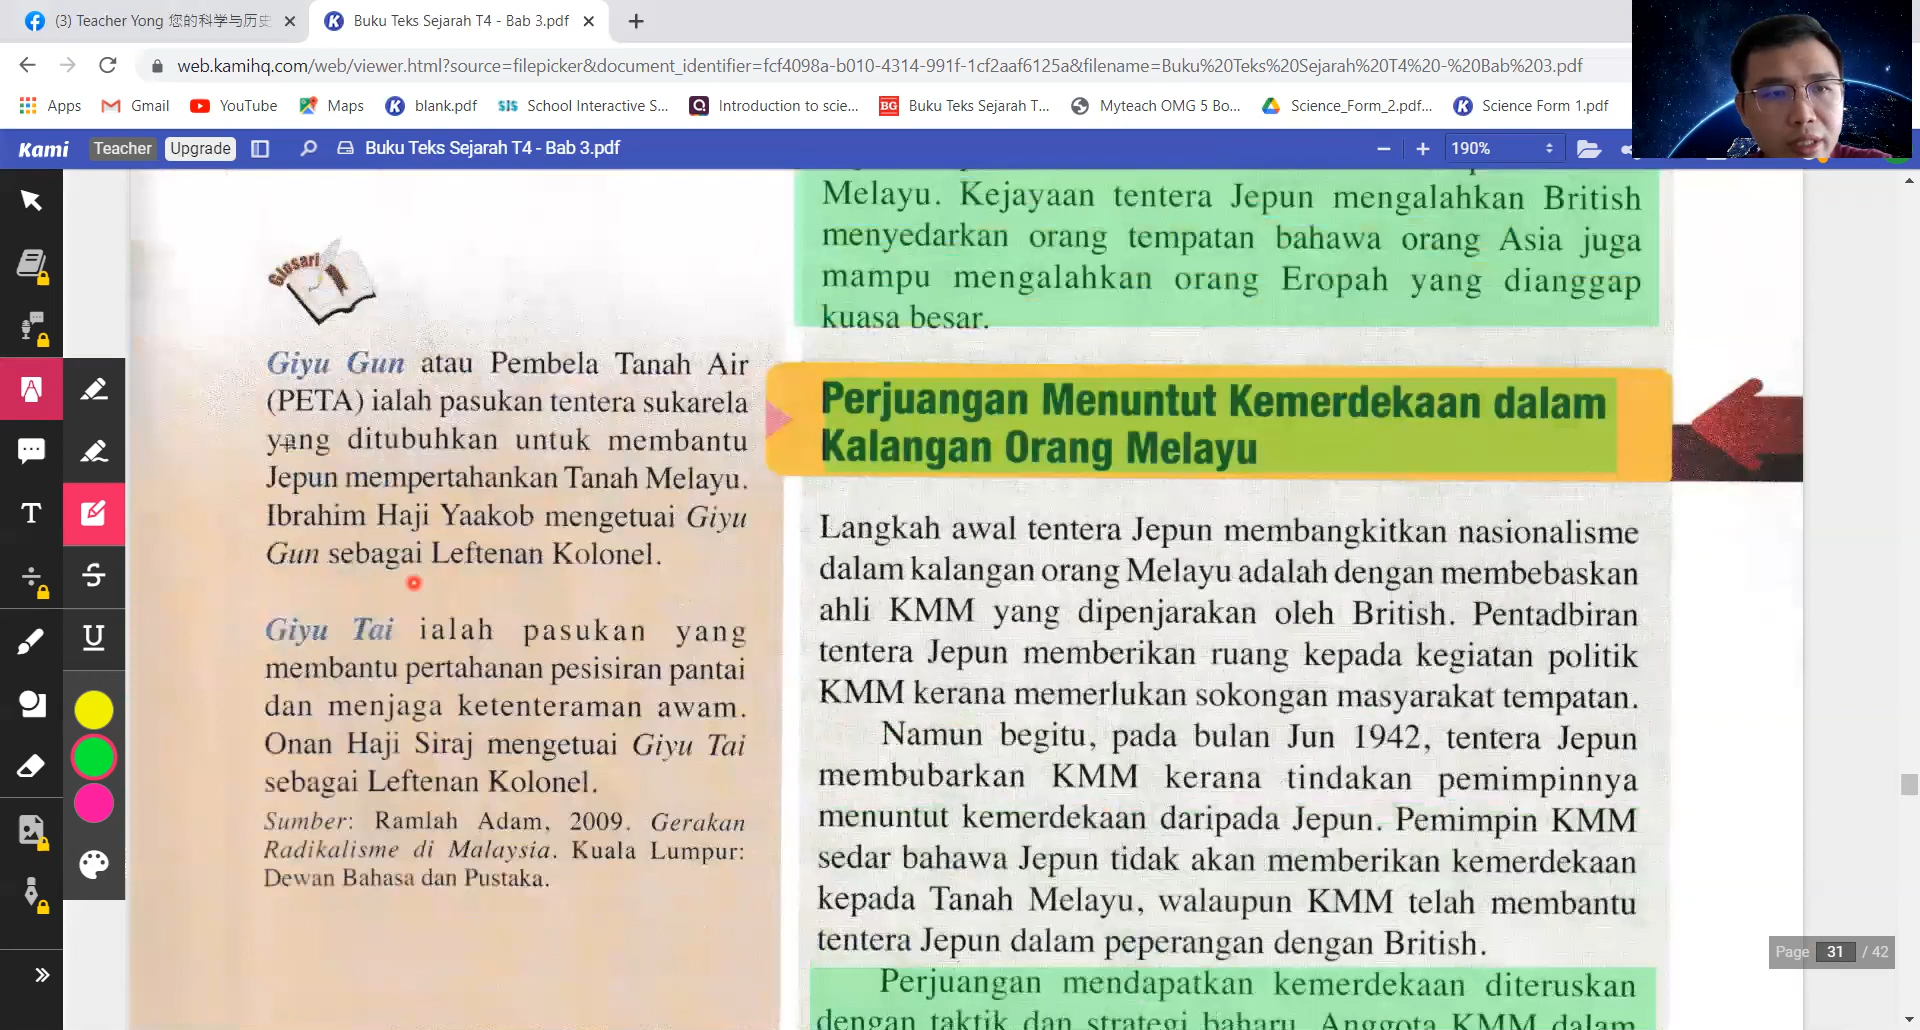 (3) Teacher Yong 您的科学与历史
Buku Teks Sejarah T4 - Bab 3.pdf
web.kamihq.com/web/viewer.html?source=filepicker&document_identifier=fcf4098a-b010-4314-991f-1cf2aaf6125a&filename=Buku%20Teks%20Sejarah%20T4%20-%20Bab%203.pdf
Apps Gmail YouTube Maps blank.pdf SIS School Interactive S... Introduction to scie... BG Buku Teks Sejarah T... Myteach OMG 5 Bo... Science_Form_2.pdf... Science Form 1.pdf
Kami Teacher Upgrade Buku Teks Sejarah T4 - Bab 3.pdf 190%
Glosari
Giyu Gun atau Pembela Tanah Air
(PETA) ialah pasukan tentera sukarela
yang ditubuhkan untuk membantu
Jepun mempertahankan Tanah Melayu.
Ibrahim Haji Yaakob mengetuai Giyu
Gun sebagai Leftenan Kolonel.
Giyu Tai ialah pasukan yang
membantu pertahanan pesisiran pantai
dan menjaga ketenteraman awam.
Onan Haji Siraj mengetuai Giyu Tai
sebagai Leftenan Kolonel.
Sumber: Ramlah Adam, 2009. Gerakan
Radikalisme di Malaysia. Kuala Lumpur:
Dewan Bahasa dan Pustaka.
Melayu. Kejayaan tentera Jepun mengalahkan British
menyedarkan orang tempatan bahawa orang Asia juga
mampu mengalahkan orang Eropah yang dianggap
kuasa besar.
Perjuangan Menuntut Kemerdekaan dalam
Kalangan Orang Melayu
Langkah awal tentera Jepun membangkitkan nasionalisme
dalam kalangan orang Melayu adalah dengan membebaskan
ahli KMM yang dipenjarakan oleh British. Pentadbiran
tentera Jepun memberikan ruang kepada kegiatan politik
KMM kerana memerlukan sokongan masyarakat tempatan.
Namun begitu, pada bulan Jun 1942, tentera Jepun
membubarkan KMM kerana tindakan pemimpinnya
menuntut kemerdekaan daripada Jepun. Pemimpin KMM
sedar bahawa Jepun tidak akan memberikan kemerdekaan
kepada Tanah Melayu, walaupun KMM telah membantu
tentera Jepun dalam peperangan dengan British.
Perjuangan mendapatkan kemerdekaan diteruskan
dengan taktik dan strategi baharu. Anggota KMM dalam
Page 31 / 42